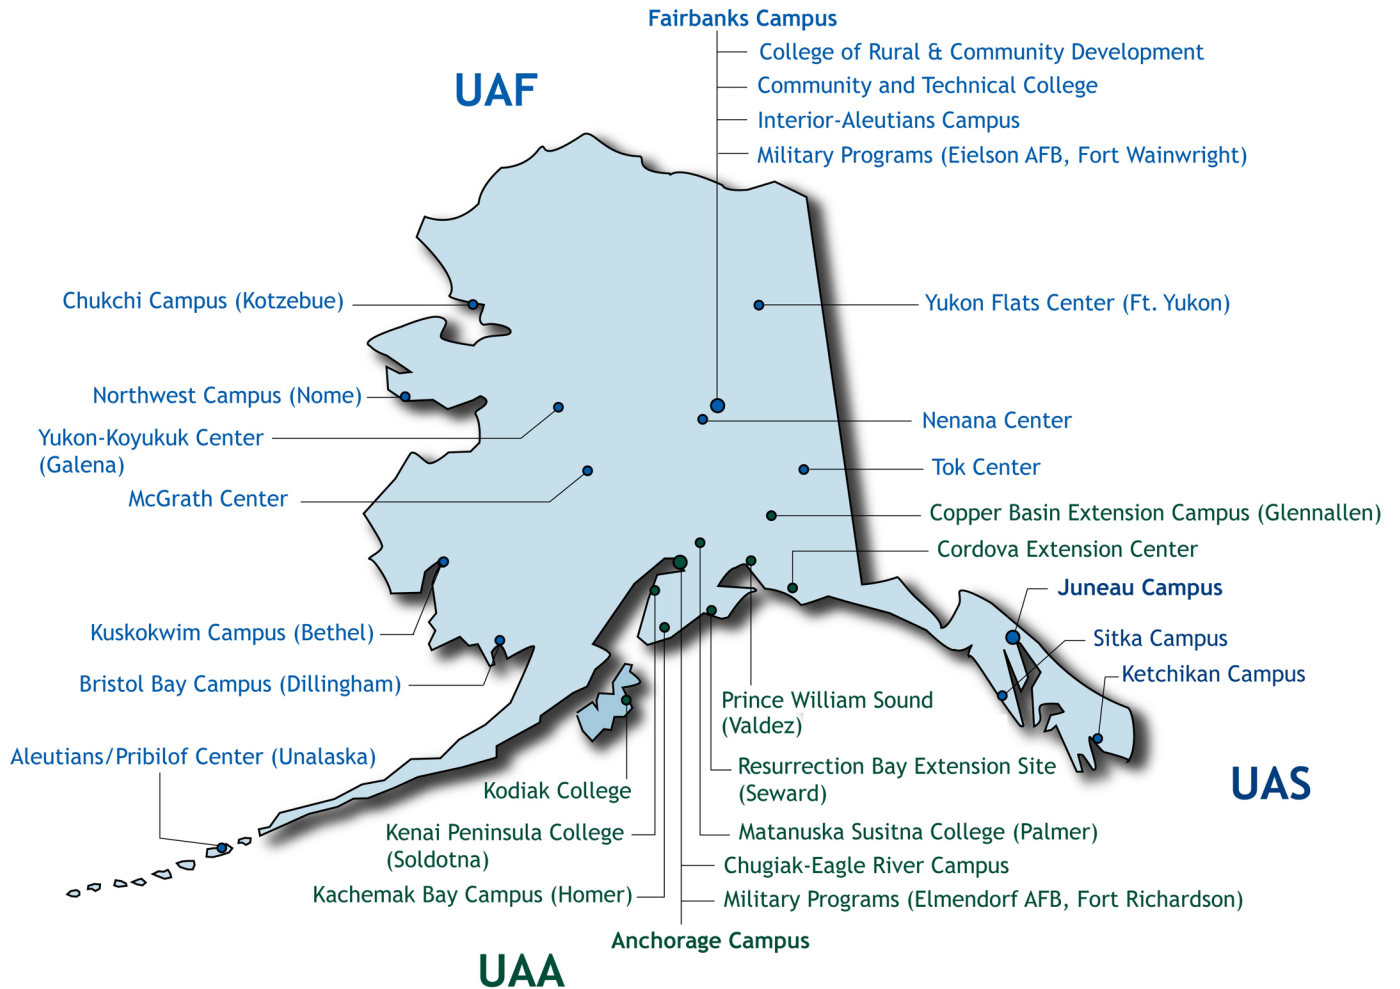 Fairbanks Campus
College of Rural & Community Development
UAF
Community and Technical College
Interior-Aleutians Campus
Military Programs (Eielson AFB, Fort Wainwright)
Chukchi Campus (Kotzebue)
Yukon Flats Center (Ft. Yukon)
Northwest Campus (Nome)
Nenana Center
Yukon-Koyukuk Center
(Galena)
Tok Center
McGrath Center
Copper Basin Extension Campus (Glennallen)
Cordova Extension Center
Juneau Campus
Kuskokwim Campus (Bethel)
Sitka Campus
Ketchikan Campus
Bristol Bay Campus (Dillingham)
Prince William Sound
(Valdez)
Aleutians/Pribilof Center (Unalaska)
Resurrection Bay Extension Site
(Seward)
UAS
Kodiak College
Kenai Peninsula College
(Soldotna)
Matanuska Susitna College (Palmer)
Chugiak-Eagle River Campus
Kachemak Bay Campus (Homer)
Military Programs (Elmendorf AFB, Fort Richardson)
Anchorage Campus
UAA